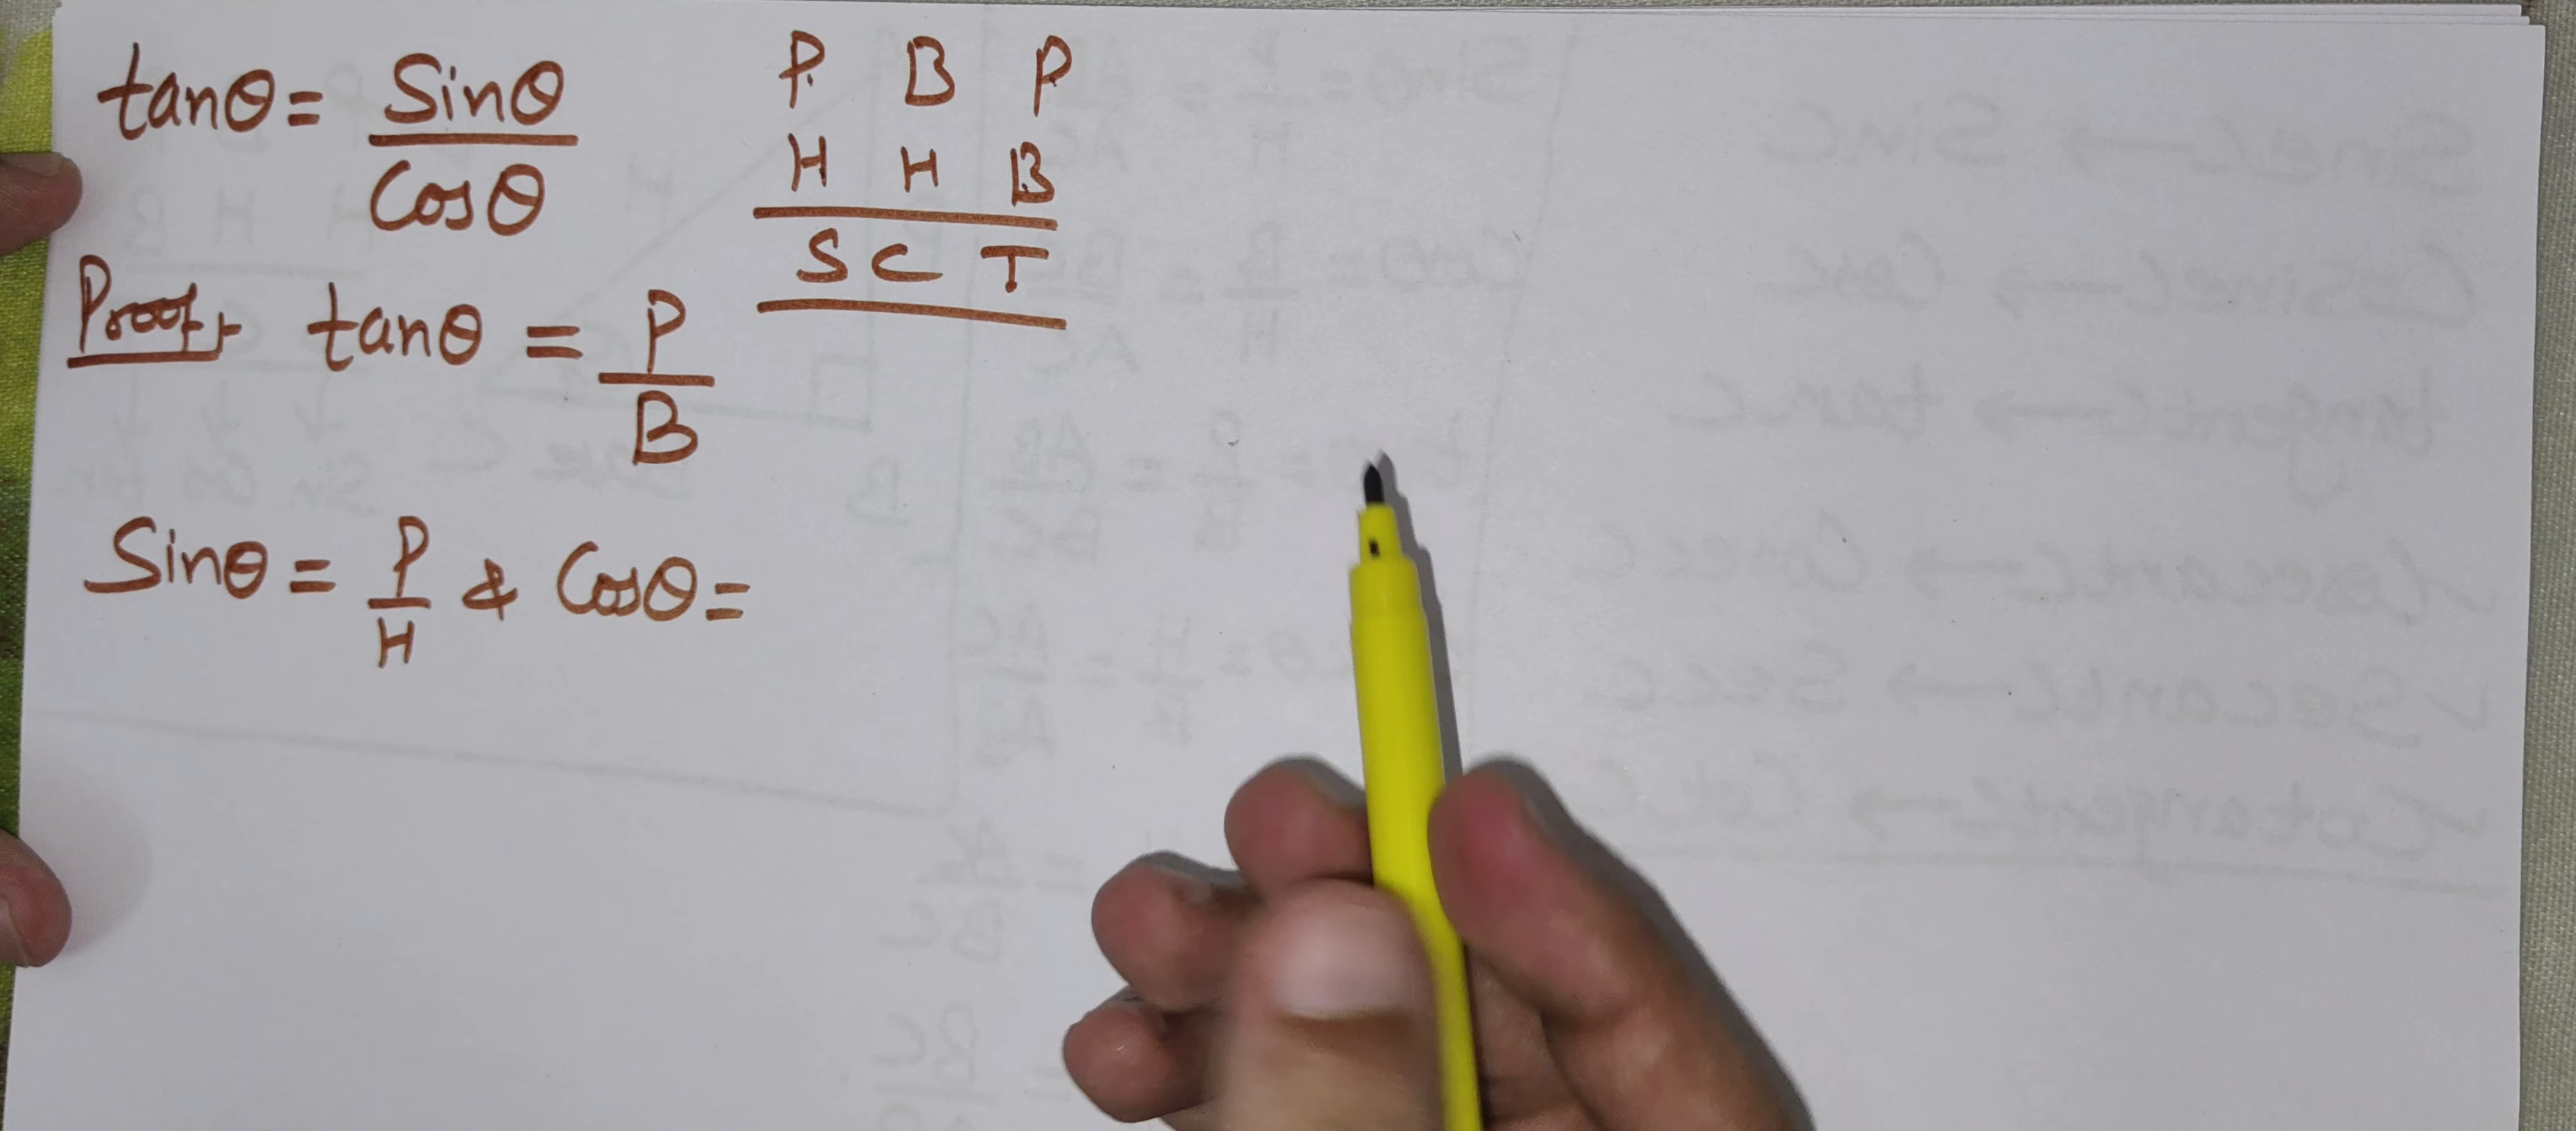 tanθ = Sinθ / Cosθ
P B P
H H B
S C T
Proof tanθ = P / B
Sinθ = P / H & Cosθ =